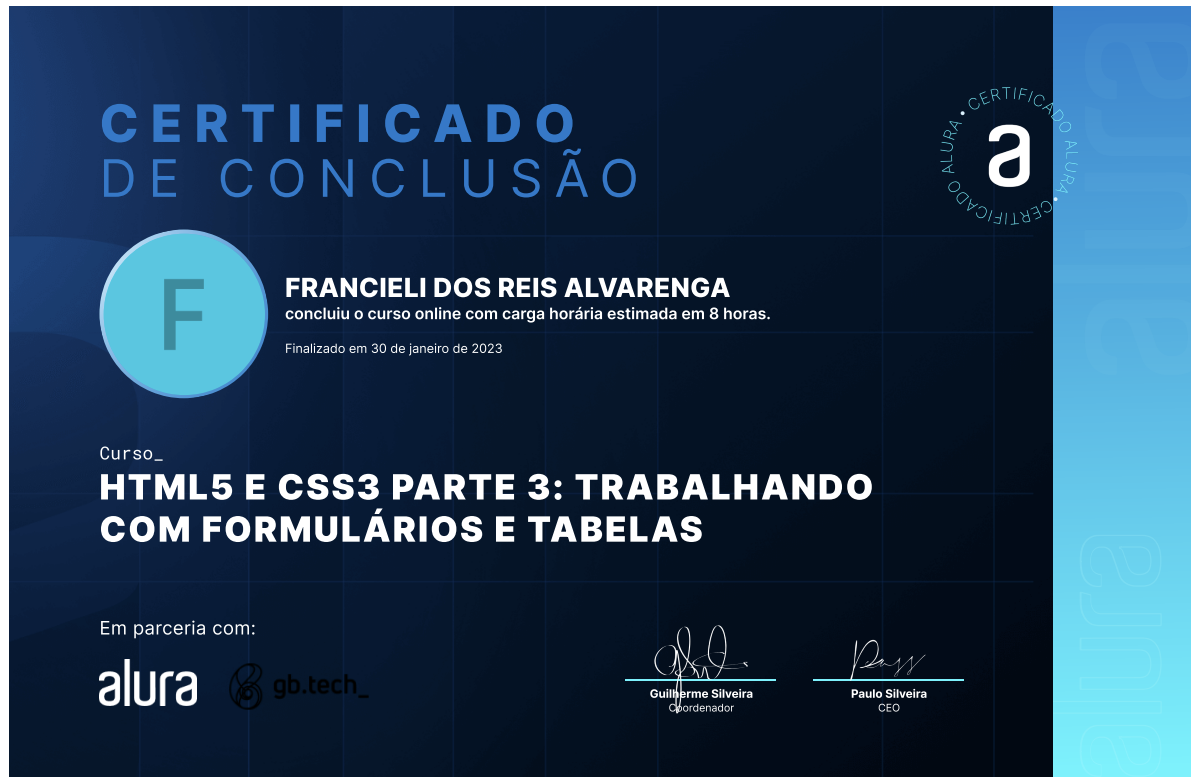 CERTIFICADO
DE CONCLUSÃO
CERTIFICADO ALURA • CERTIFICADO ALURA •
a
F
FRANCIELI DOS REIS ALVARENGA
concluiu o curso online com carga horária estimada em 8 horas.
Finalizado em 30 de janeiro de 2023
Curso_
HTML5 E CSS3 PARTE 3: TRABALHANDO
COM FORMULÁRIOS E TABELAS
Em parceria com:
alura
gb.tech_
Guilherme Silveira
Coordenador
Paulo Silveira
CEO
alura
alura